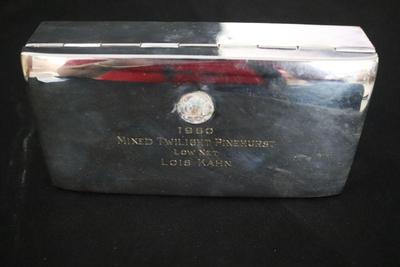 1960
MIXED TWILIGHT PINEHURST
LOW NET
LOIS KAHN